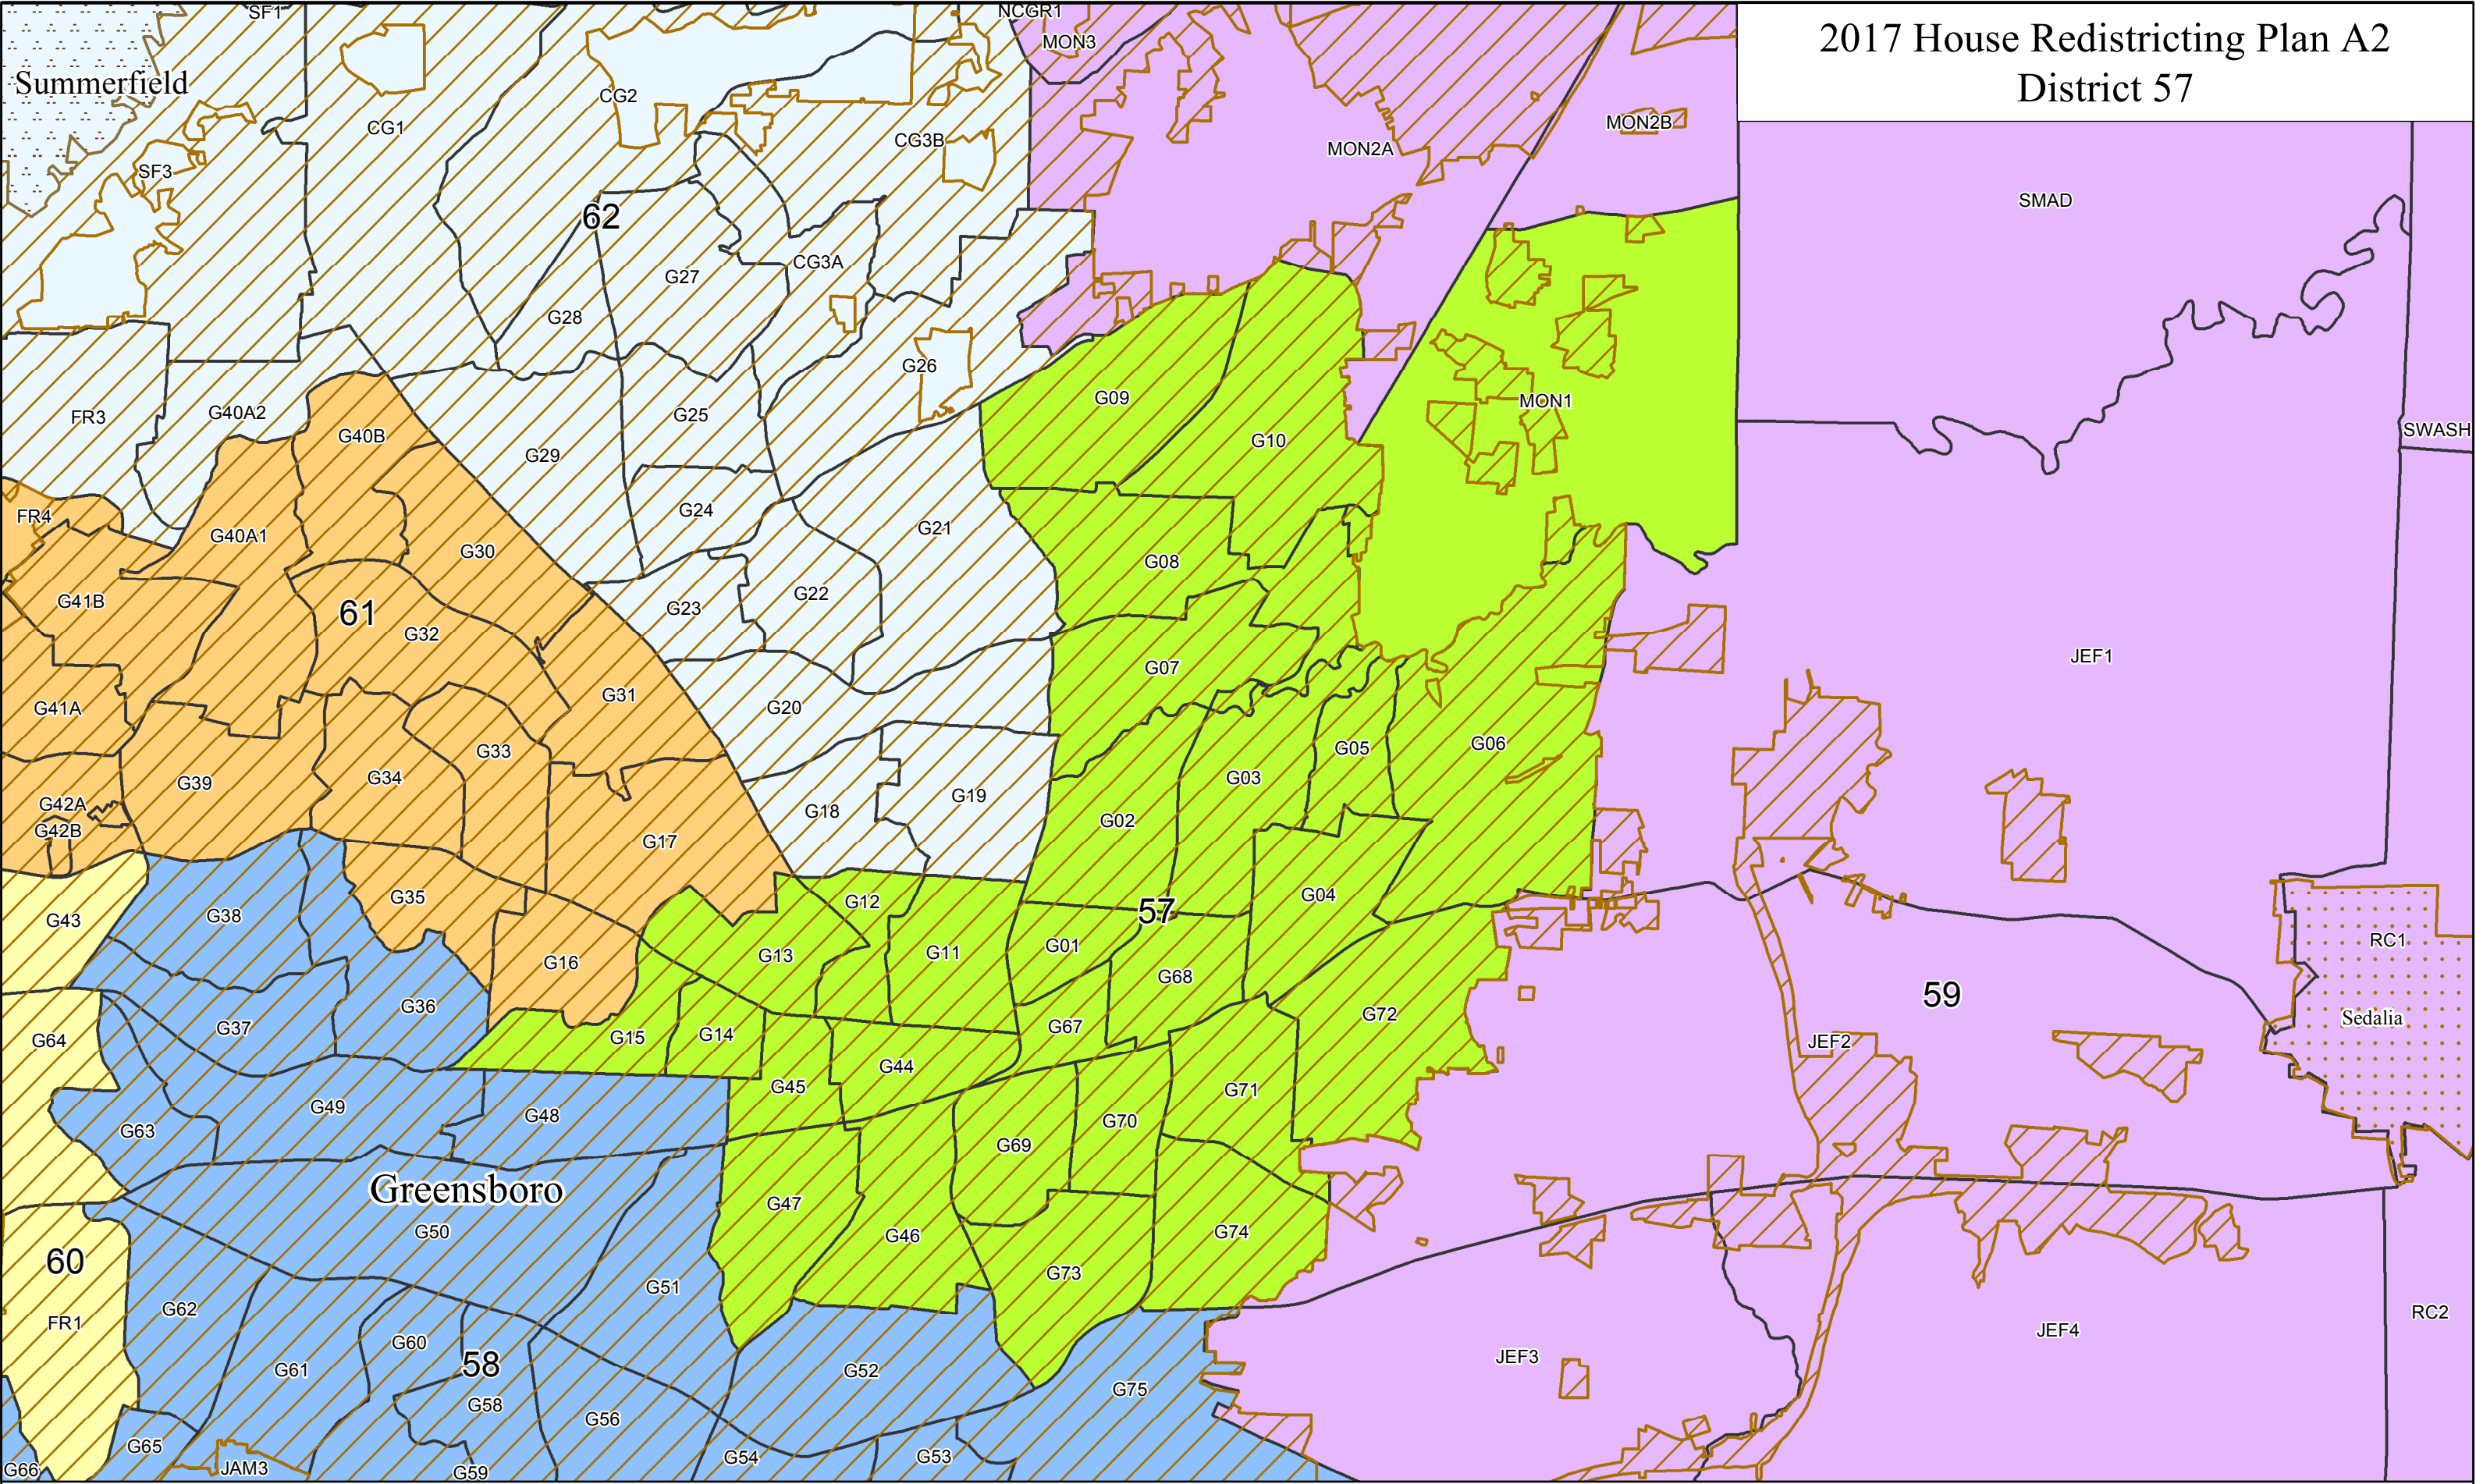 2017 House Redistricting Plan A2
District 57
SF1
NCGR1
MON3
Summerfield
CG2
CG1
MON2B
CG3B
MON2A
SF3
SMAD
62
CG3A
G27
G28
G26
G09
MON1
G40A2
FR3
G25
G40B
G10
SWASH
G29
G24
FR4
G21
G40A1
G30
G08
G22
G41B
G23
61
G32
JEF1
G07
G31
G20
G41A
G06
G05
G33
G03
G34
G39
G19
G42A
G18
G02
G42B
G17
G04
G35
G12
57
G38
G43
RC1
G01
G11
G13
G16
G68
59
G36
G72
Sedalia
G67
G37
G14
G15
G64
JEF2
G44
G45
G71
G49
G48
G70
G63
G69
Greensboro
G47
G50
G74
G46
60
G73
G51
G62
RC2
FR1
JEF4
G60
JEF3
58
G61
G52
G75
G58
G56
G65
G54
G53
JAM3
G66
G59